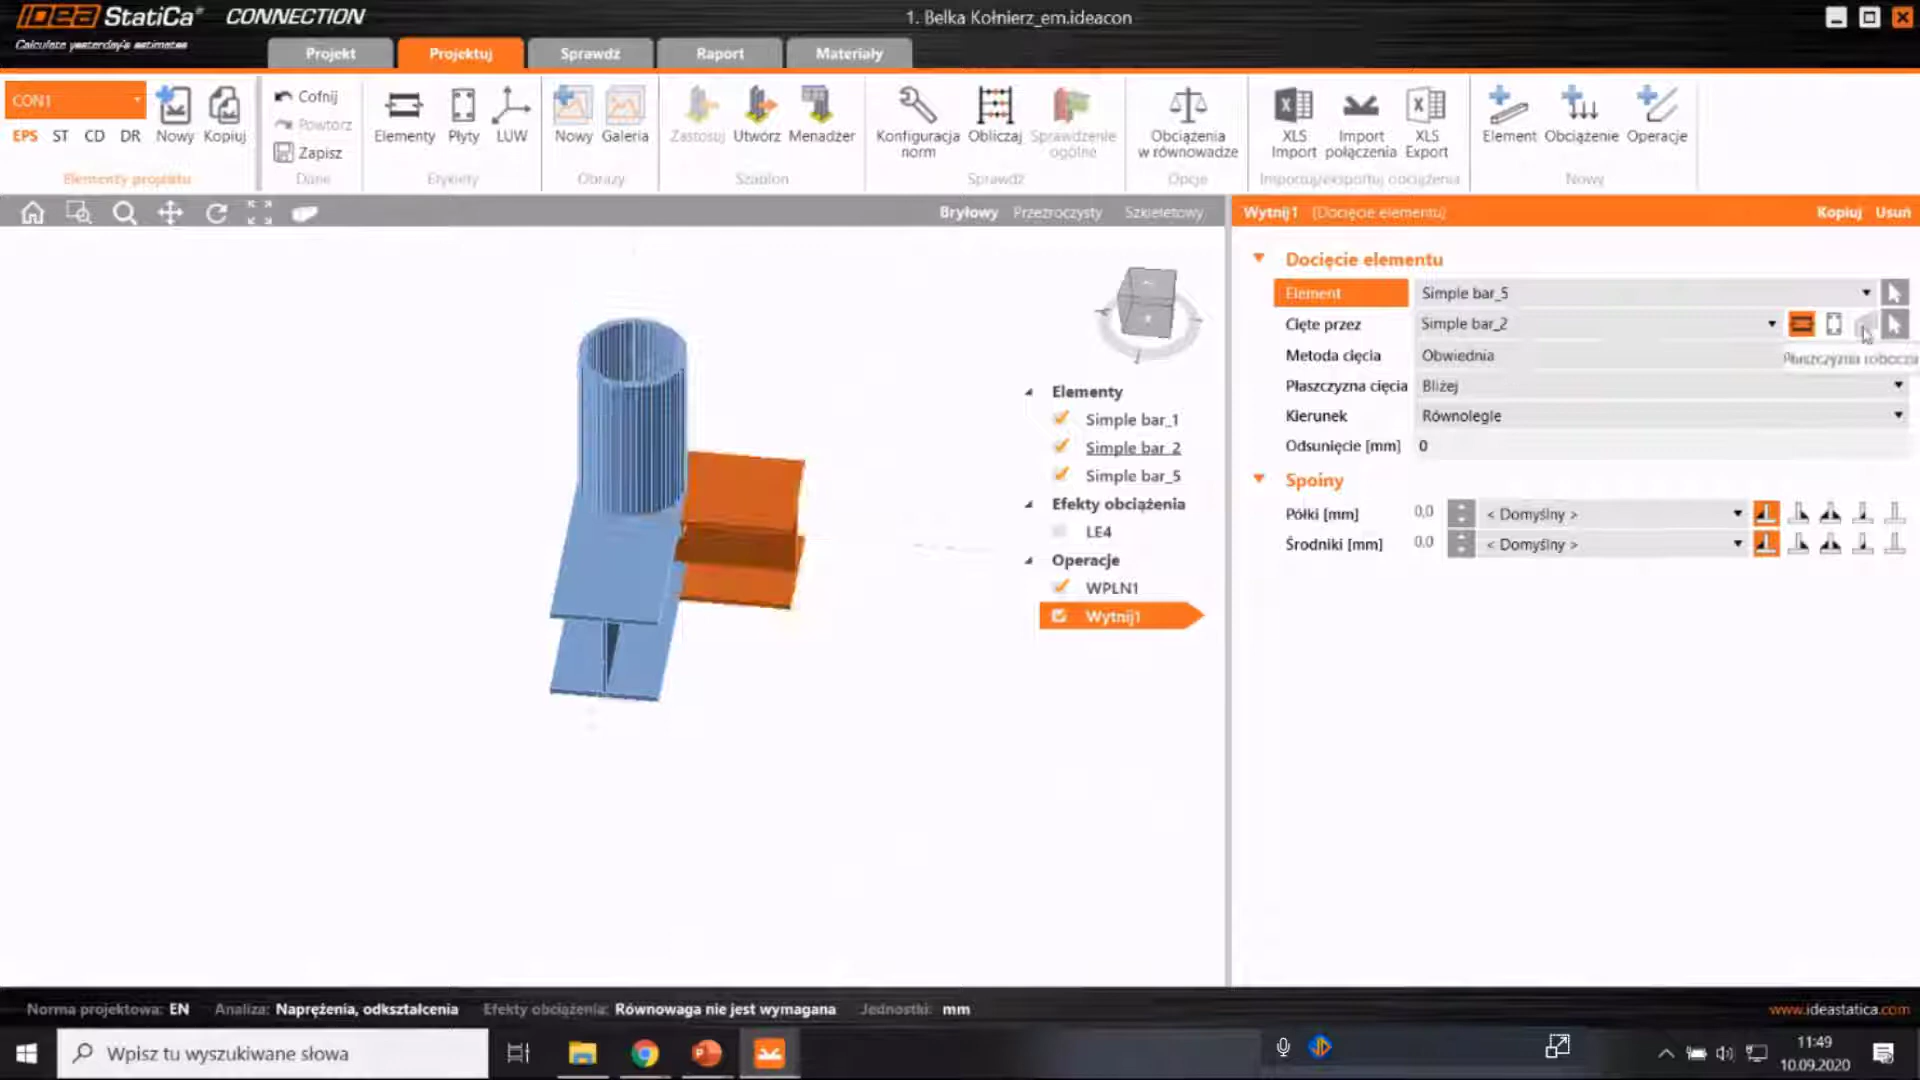 IDEA StatiCa® CONNECTION
Calculate yesterday's estimates
1. Belka Kołnierz_em.ideacon
Projekt
Projektuj
Sprawdź
Raport
Materiały
CON1
EPS ST CD DR
Nowy
Kopiuj
Elementy projektu
Cofnij
Powtórz
Zapisz
Dane
Elementy
Płyty
LUW
Etykiety
Nowy
Galeria
Obrazy
Zastosuj
Utwórz
Menadżer
Szablon
Konfiguracja
norm
Obliczaj
Sprawdzenie
ogólne
Sprawdź
Obciążenia
w równowadze
Opcje
XLS
Import
Import
połączenia
XLS
Export
Importuj/eksportuj obciążenia
Element
Obciążenie
Operacje
Nowy
Bryłowy
Przezroczysty
Szkieletowy
Wytnij1 [Docięcie elementu]
Kopiuj
Usuń
Elementy
Simple bar_1
Simple bar_2
Simple bar_5
Efekty obciążenia
LE4
Operacje
WPLN1
Wytnij1
Docięcie elementu
Element Simple bar_5
Cięte przez Simple bar_2
Metoda cięcia Obwiednia
Płaszczyzna robocza
Płaszczyzna cięcia Bliżej
Kierunek Równolegle
Odsunięcie [mm] 0
Spoiny
Półki [mm] 0,0 < Domyślny >
Środniki [mm] 0,0 < Domyślny >
Norma projektowa: EN Analiza: Naprężenia, odkształcenia Efekty obciążenia: Równowaga nie jest wymagana Jednostki: mm
www.ideastatica.com
Wpisz tu wyszukiwane słowa
11:49
10.09.2020